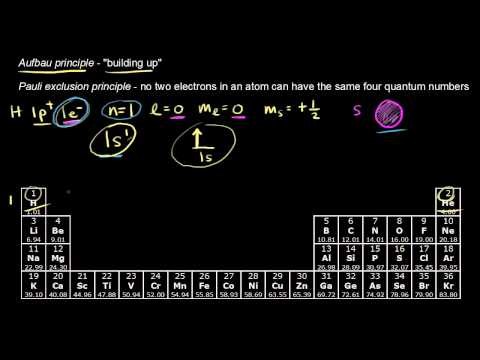 Aufbau principle - "building up"
Pauli exclusion principle - no two electrons in an atom can have the same four quantum numbers
H 1p⁺ 1e⁻ n=1 l=0 mₗ=0 mₛ=+1/2 S
1s¹
1s
1
1 2
H He
1.01 4.00
3 4 5 6 7 8 9 10
Li Be B C N O F Ne
6.94 9.01 10.81 12.01 14.01 16.00 19.00 20.18
11 12 13 14 15 16 17 18
Na Mg Al Si P S Cl Ar
22.99 24.30 26.98 28.09 30.97 32.07 35.45 39.95
19 20 21 22 23 24 25 26 27 28 29 30 31 32 33 34 35 36
K Ca Sc Ti V Cr Mn Fe Co Ni Cu Zn Ga Ge As Se Br Kr
39.10 40.08 44.96 47.88 50.94 52.00 54.94 55.85 58.93 58.69 63.55 65.39 69.72 72.61 74.92 78.96 79.90 83.80